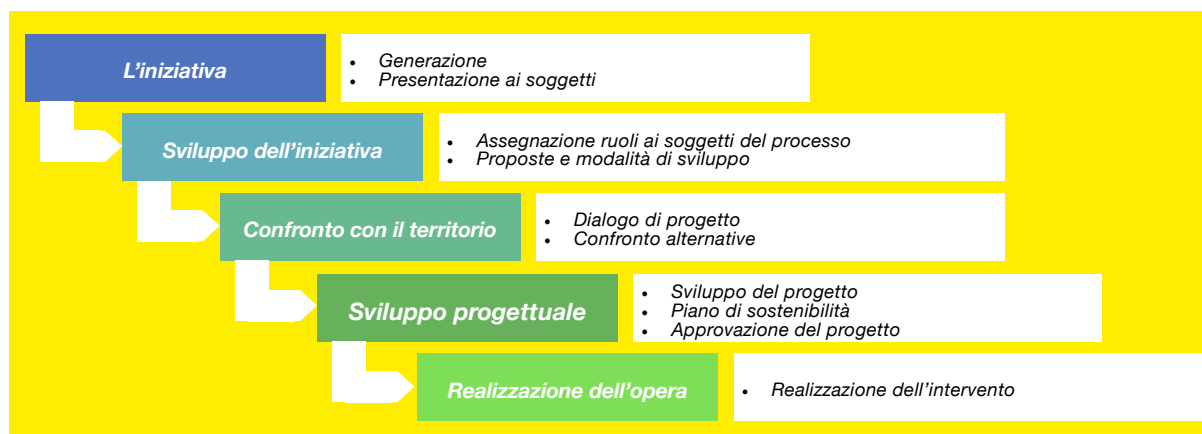 L'iniziativa
• Generazione
• Presentazione ai soggetti
Sviluppo dell'iniziativa
• Assegnazione ruoli ai soggetti del processo
• Proposte e modalità di sviluppo
Confronto con il territorio
• Dialogo di progetto
• Confronto alternative
Sviluppo progettuale
• Sviluppo del progetto
• Piano di sostenibilità
• Approvazione del progetto
Realizzazione dell'opera
• Realizzazione dell'intervento